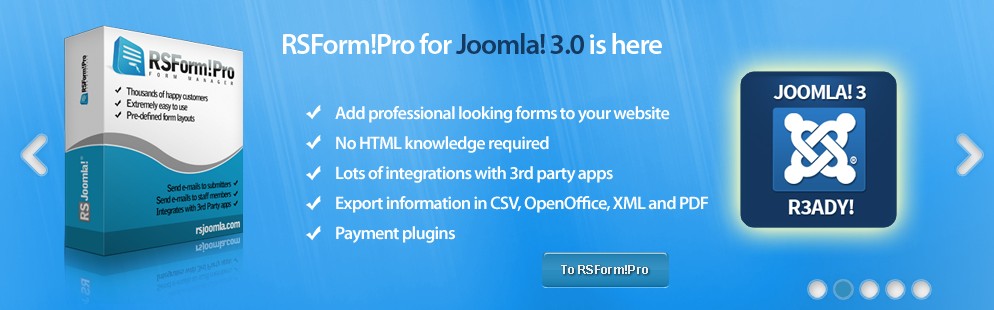 RSForm!Pro for Joomla! 3.0 is here
RSForm!Pro
FORM MANAGER
Thousands of happy customers
Extremely easy to use
Pre-defined form layouts
RSForm!Pro
RSJoomla!
Send e-mails to submitters
Send e-mails to staff members
Integrates with 3rd Party apps
rsjoomla.com
Add professional looking forms to your website
No HTML knowledge required
Lots of integrations with 3rd party apps
Export information in CSV, OpenOffice, XML and PDF
Payment plugins
To RSForm!Pro
JOOMLA! 3
®
R3ADY!